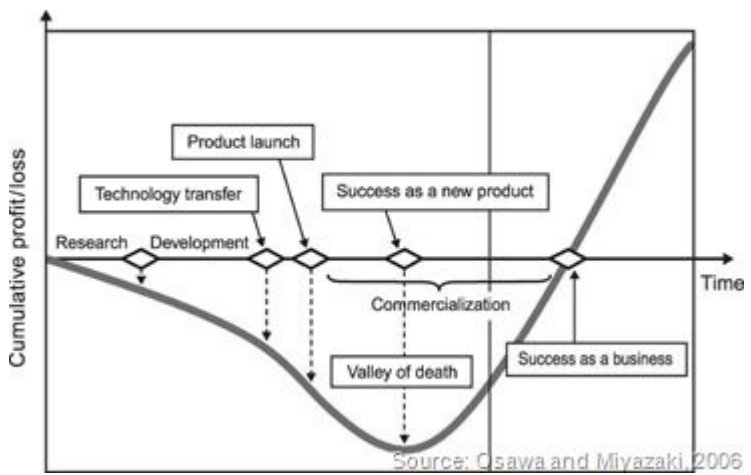 Cumulative profit/loss
Product launch
Technology transfer
Success as a new product
Research
Development
Time
Commercialization
Valley of death
Success as a business
Source: Osawa and Miyazaki, 2006